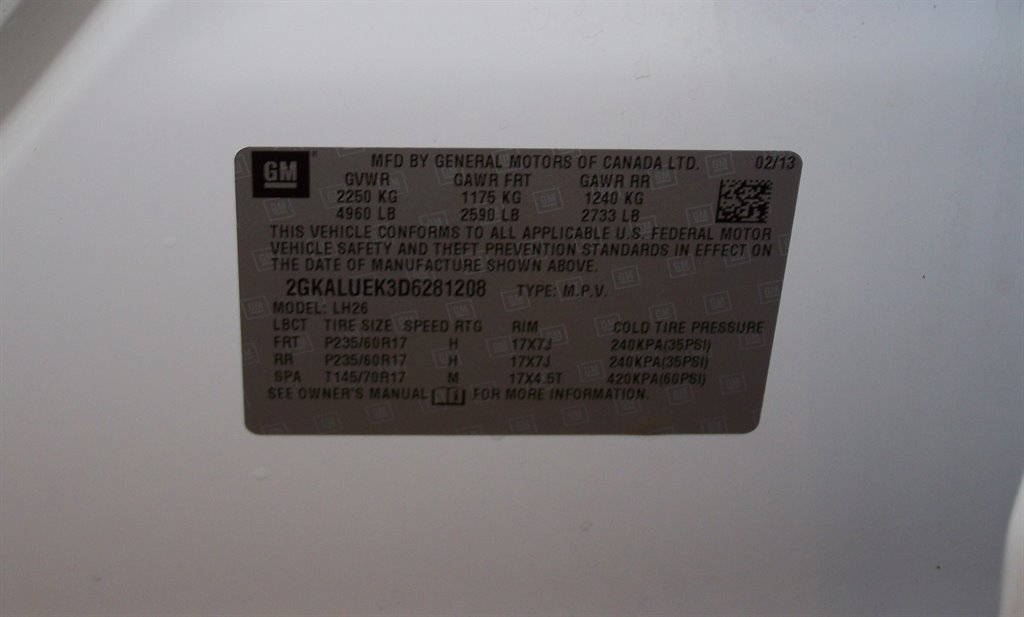 GM MFD BY GENERAL MOTORS OF CANADA LTD. 02/13
GVWR GAWR FRT GAWR RR
2250 KG 1175 KG 1240 KG
4960 LB 2590 LB 2733 LB
THIS VEHICLE CONFORMS TO ALL APPLICABLE U.S. FEDERAL MOTOR
VEHICLE SAFETY AND THEFT PREVENTION STANDARDS IN EFFECT ON
THE DATE OF MANUFACTURE SHOWN ABOVE.
2GKALUEK3D6281208 TYPE: M.P.V.
MODEL: LH26
LBCT TIRE SIZE SPEED RTG RIM COLD TIRE PRESSURE
FRT P235/60R17 H 17X7J 240KPA(35PSI)
RR P235/60R17 H 17X7J 240KPA(35PSI)
SPA T145/70R17 M 17X4.5T 420KPA(60PSI)
SEE OWNER'S MANUAL FOR MORE INFORMATION.